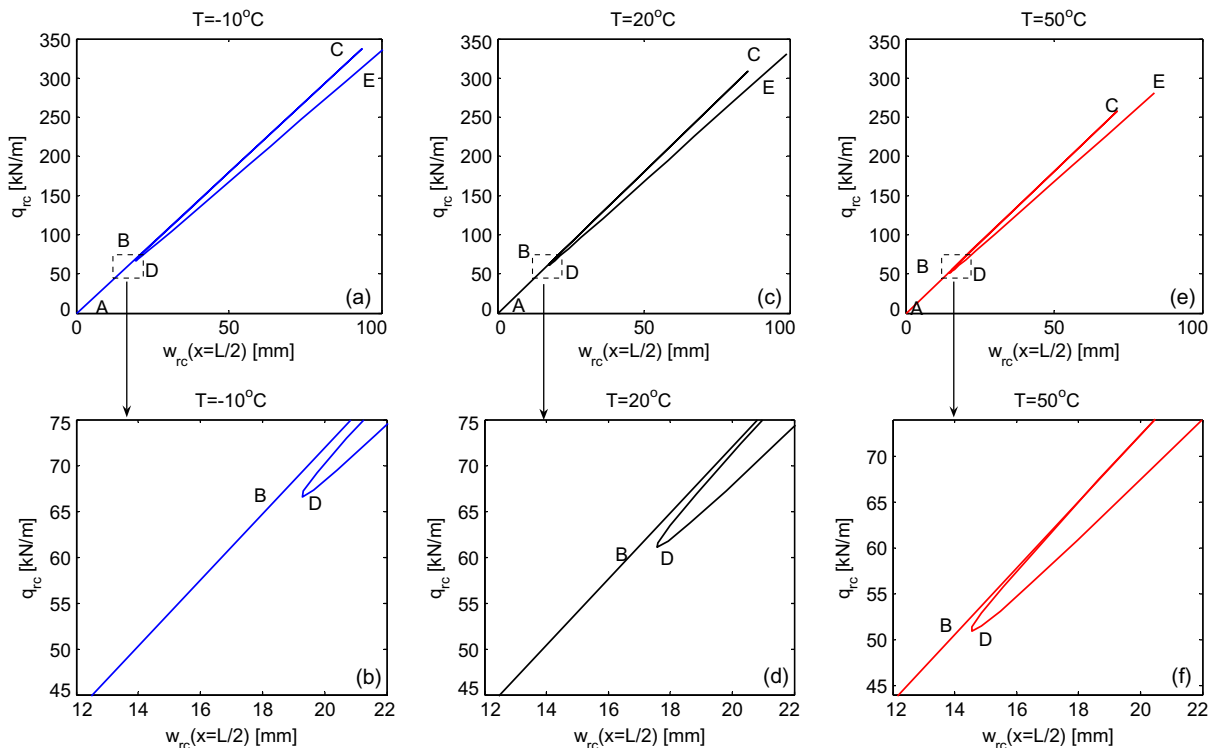 T=-10°C
350
300
250
200
150
100
50
0
q_rc [kN/m]
A
B
C
D
E
(a)
0 50 100
w_rc(x=L/2) [mm]
T=20°C
350
300
250
200
150
100
50
0
q_rc [kN/m]
A
B
C
D
E
(c)
0 50 100
w_rc(x=L/2) [mm]
T=50°C
350
300
250
200
150
100
50
0
q_rc [kN/m]
A
B
C
D
E
(e)
0 50 100
w_rc(x=L/2) [mm]
T=-10°C
75
70
65
60
55
50
45
q_rc [kN/m]
B
D
(b)
12 14 16 18 20 22
w_rc(x=L/2) [mm]
T=20°C
75
70
65
60
55
50
45
q_rc [kN/m]
B
D
(d)
12 14 16 18 20 22
w_rc(x=L/2) [mm]
T=50°C
70
65
60
55
50
45
q_rc [kN/m]
B
D
(f)
12 14 16 18 20 22
w_rc(x=L/2) [mm]